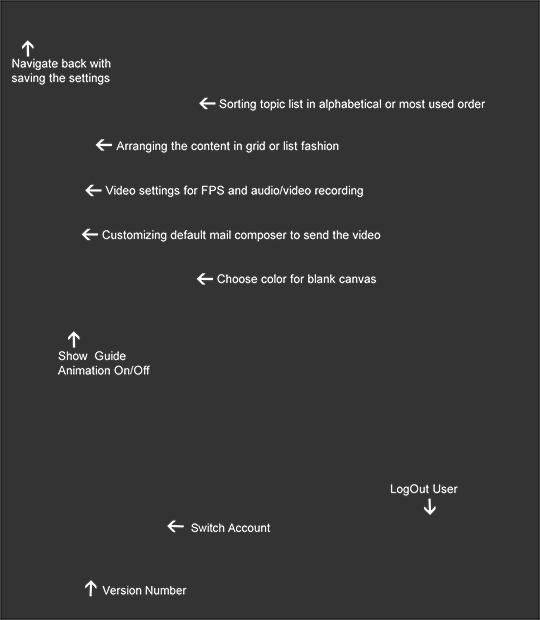 Navigate back with
saving the settings
Sorting topic list in alphabetical or most used order
Arranging the content in grid or list fashion
Video settings for FPS and audio/video recording
Customizing default mail composer to send the video
Choose color for blank canvas
Show Guide
Animation On/Off
LogOut User
Switch Account
Version Number